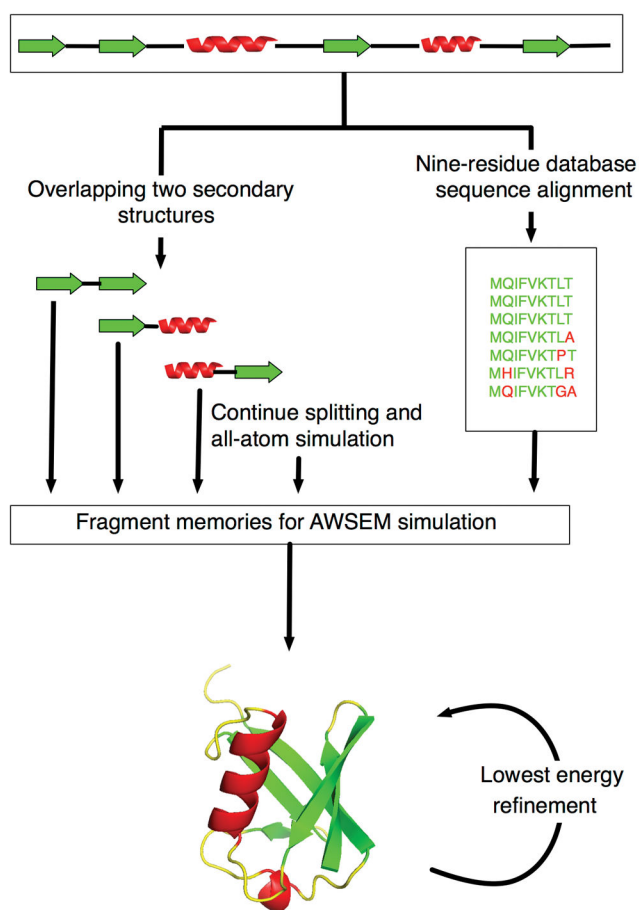 Overlapping two secondary
structures
Nine-residue database
sequence alignment
MQIFVKTLT
MQIFVKTLT
MQIFVKTLT
MQIFVKTLA
MQIFVKTPT
MHIFVKTLR
MQIFVKTGA
Continue splitting and
all-atom simulation
Fragment memories for AWSEM simulation
Lowest energy
refinement